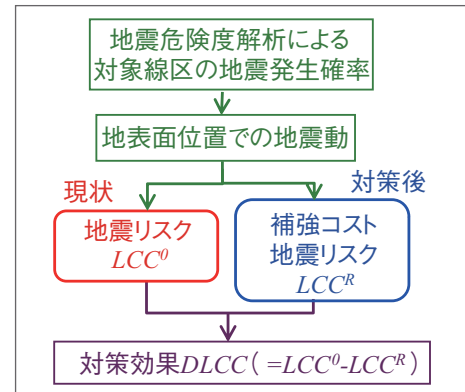 地震危険度解析による
対象線区の地震発生確率
地表面位置での地震動
現状
対策後
地震リスク
LCC⁰
補強コスト
地震リスク
LCCᴿ
対策効果DLCC( =LCC⁰-LCCᴿ)